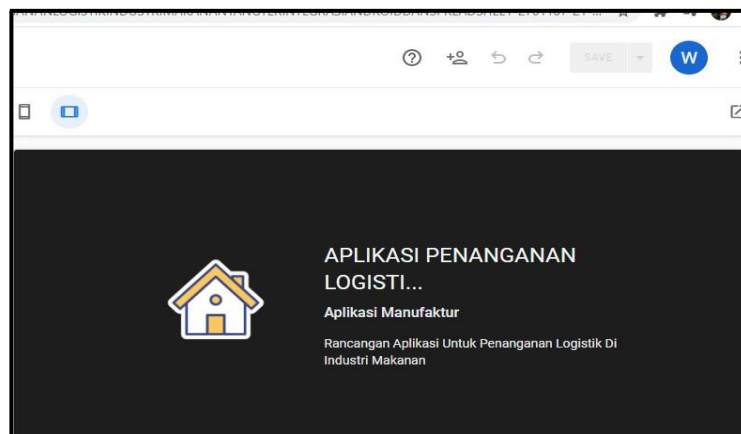 SAVE
W
APLIKASI PENANGANAN
LOGISTI...
Aplikasi Manufaktur
Rancangan Aplikasi Untuk Penanganan Logistik Di
Industri Makanan